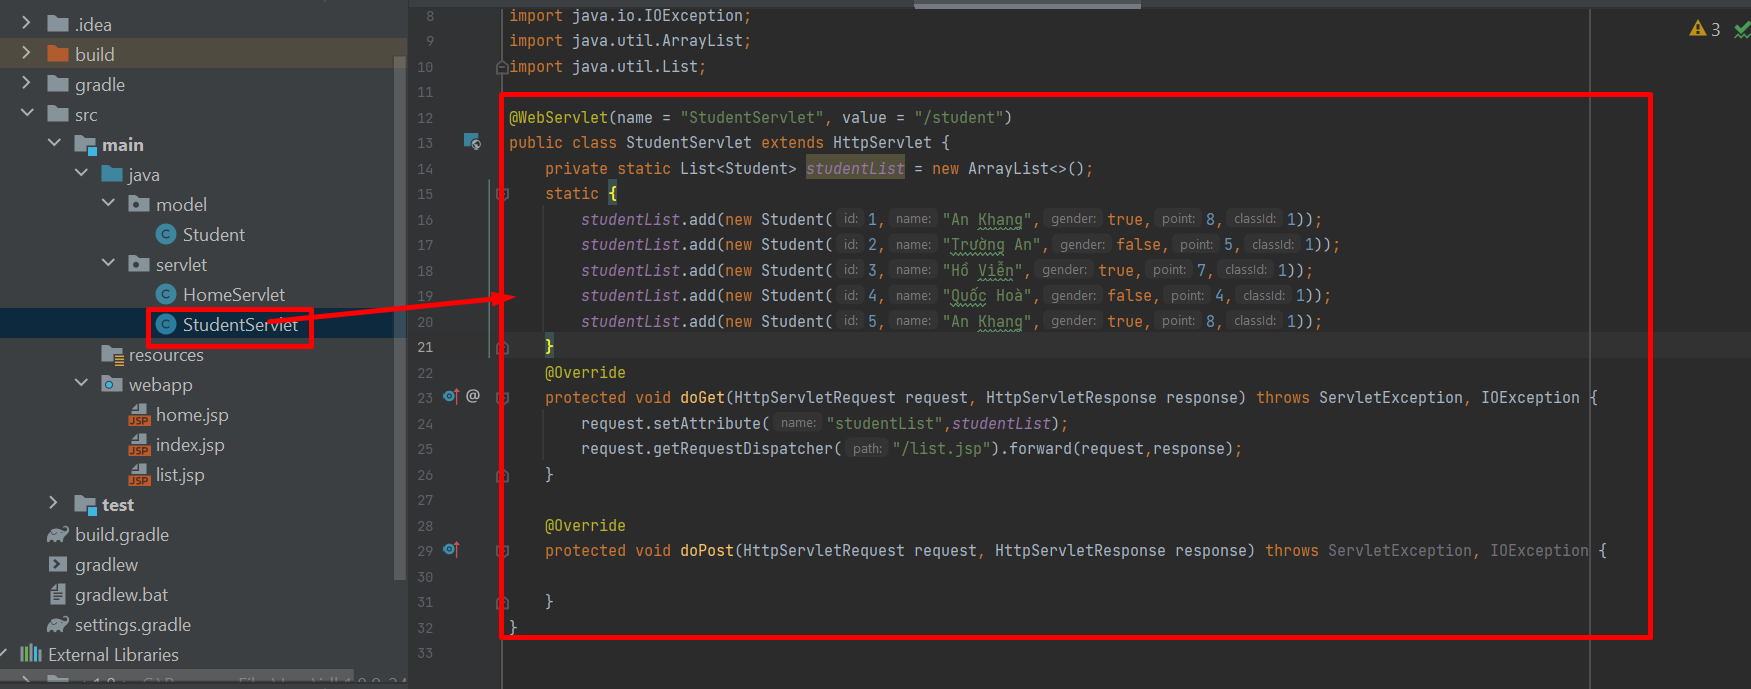 .idea
build
gradle
src
main
java
model
Student
servlet
HomeServlet
StudentServlet
resources
webapp
JSP home.jsp
JSP index.jsp
JSP list.jsp
test
build.gradle
gradlew
gradlew.bat
settings.gradle
External Libraries
3
8 import java.io.IOException;
9 import java.util.ArrayList;
10 import java.util.List;
11
12 @WebServlet(name = "StudentServlet", value = "/student")
13 public class StudentServlet extends HttpServlet {
14 private static List<Student> studentList = new ArrayList<>();
15 static {
16 studentList.add(new Student( id: 1, name: "An Khang", gender: true, point: 8, classId: 1));
17 studentList.add(new Student( id: 2, name: "Trường An", gender: false, point: 5, classId: 1));
18 studentList.add(new Student( id: 3, name: "Hồ Viễn", gender: true, point: 7, classId: 1));
19 studentList.add(new Student( id: 4, name: "Quốc Hoà", gender: false, point: 4, classId: 1));
20 studentList.add(new Student( id: 5, name: "An Khang", gender: true, point: 8, classId: 1));
21 }
22 @Override
23 @ protected void doGet(HttpServletRequest request, HttpServletResponse response) throws ServletException, IOException {
24 request.setAttribute( name: "studentList",studentList);
25 request.getRequestDispatcher( path: "/list.jsp").forward(request,response);
26 }
27
28 @Override
29 protected void doPost(HttpServletRequest request, HttpServletResponse response) throws ServletException, IOException {
30
31 }
32 }
33